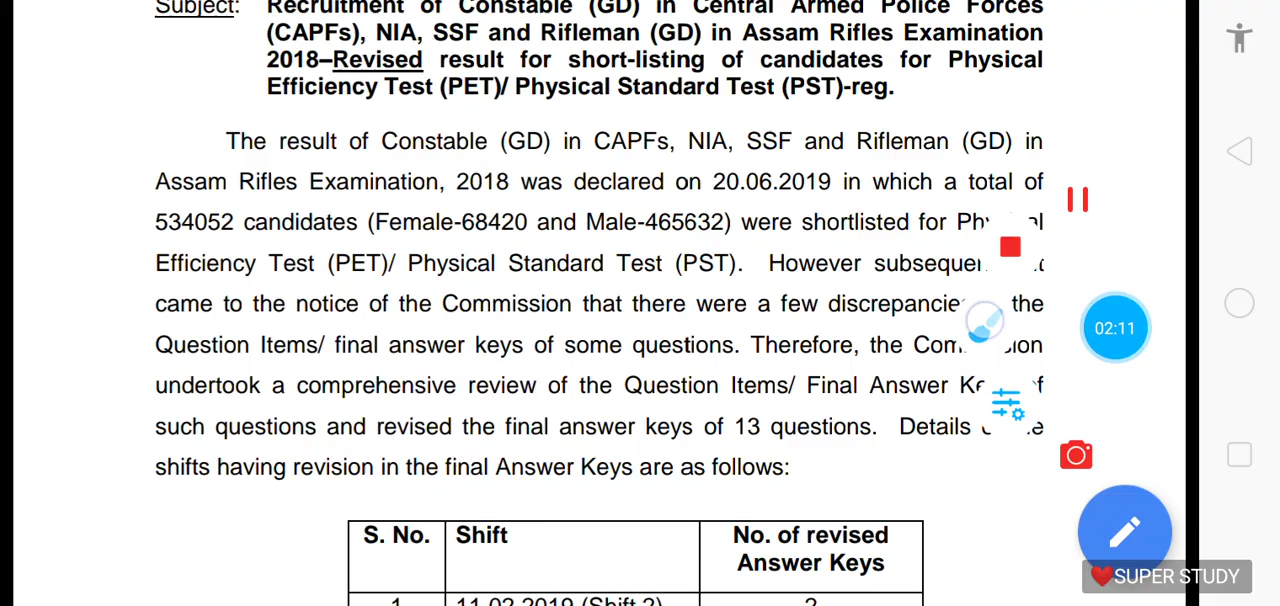 Subject: Recruitment of Constable (GD) in Central Armed Police Forces
(CAPFs), NIA, SSF and Rifleman (GD) in Assam Rifles Examination
2018–Revised result for short-listing of candidates for Physical
Efficiency Test (PET)/ Physical Standard Test (PST)-reg.
The result of Constable (GD) in CAPFs, NIA, SSF and Rifleman (GD) in
Assam Rifles Examination, 2018 was declared on 20.06.2019 in which a total of
534052 candidates (Female-68420 and Male-465632) were shortlisted for
Efficiency Test (PET)/ Physical Standard Test (PST). However
came to the notice of the Commission that there were a few the
Question Items/ final answer keys of some questions. Therefore, the
undertook a comprehensive review of the Question Items/ Final Answer
such questions and revised the final answer keys of 13 questions. Details
shifts having revision in the final Answer Keys are as follows:
S. No. Shift No. of revised
Answer Keys
1 11.02.2019 (Shift 2) 2
02:11
SUPER STUDY